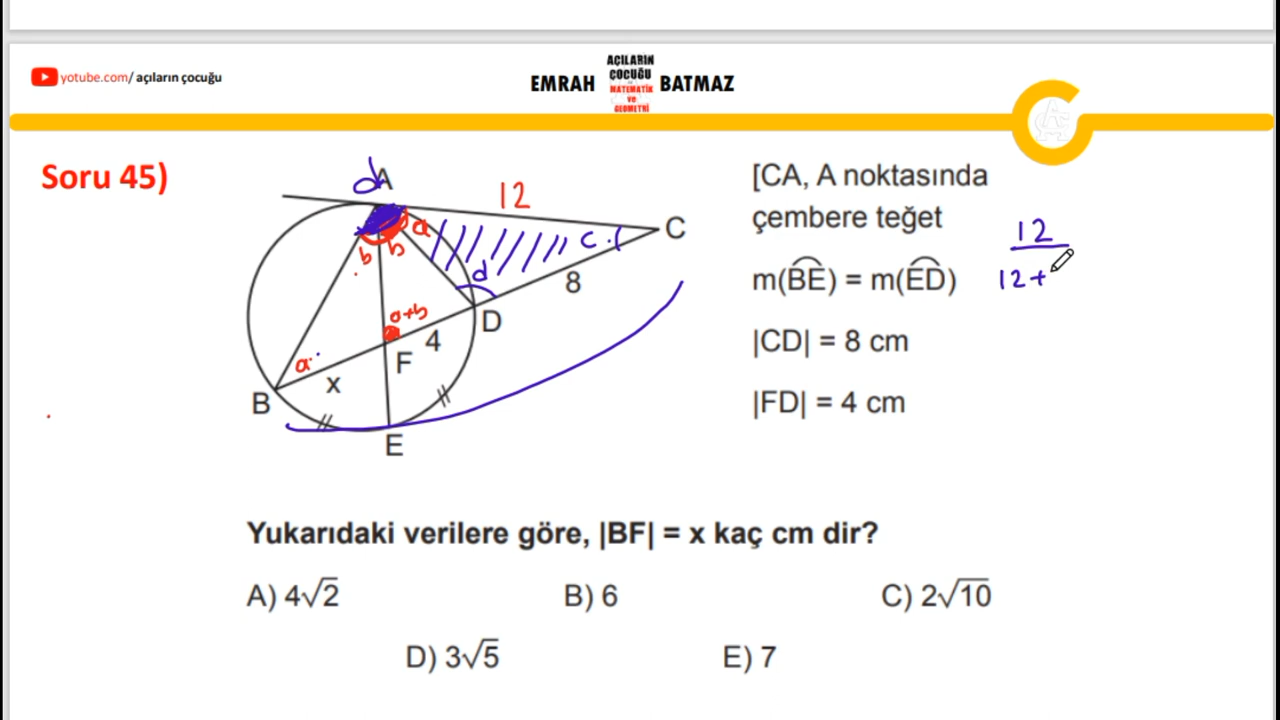 yotube.com/ açıların çocuğu
EMRAH AÇILARIN ÇOCUĞU MATEMATİK ve GEOMETRİ BATMAZ
Soru 45)
[CA, A noktasında
çembere teğet
m(BE) = m(ED)
|CD| = 8 cm
|FD| = 4 cm
12
12+
d A
12
C
a
b b
c
d
8
a+b
D
4
F
a
x
B
E
Yukarıdaki verilere göre, |BF| = x kaç cm dir?
A) 4√2 B) 6 C) 2√10
D) 3√5 E) 7